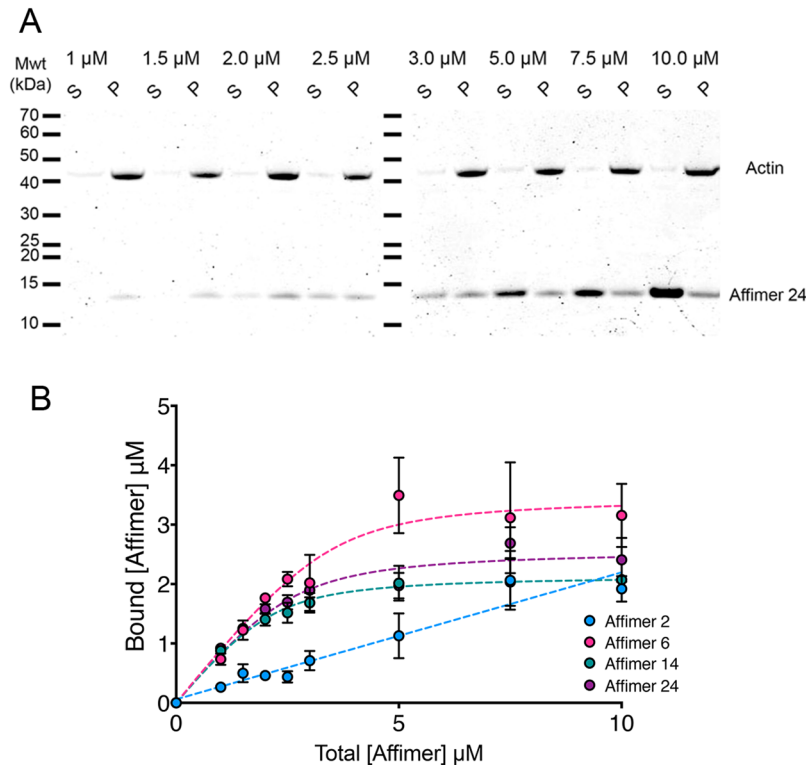 A
1 µM 1.5 µM 2.0 µM 2.5 µM 3.0 µM 5.0 µM 7.5 µM 10.0 µM
Mwt
(kDa)
S P S P S P S P S P S P S P S P
70
60
50
40
30
25
20
15
10
Actin
Affimer 24
B
Bound [Affimer] µM
5
4
3
2
1
0
0 5 10
Total [Affimer] µM
Affimer 2
Affimer 6
Affimer 14
Affimer 24